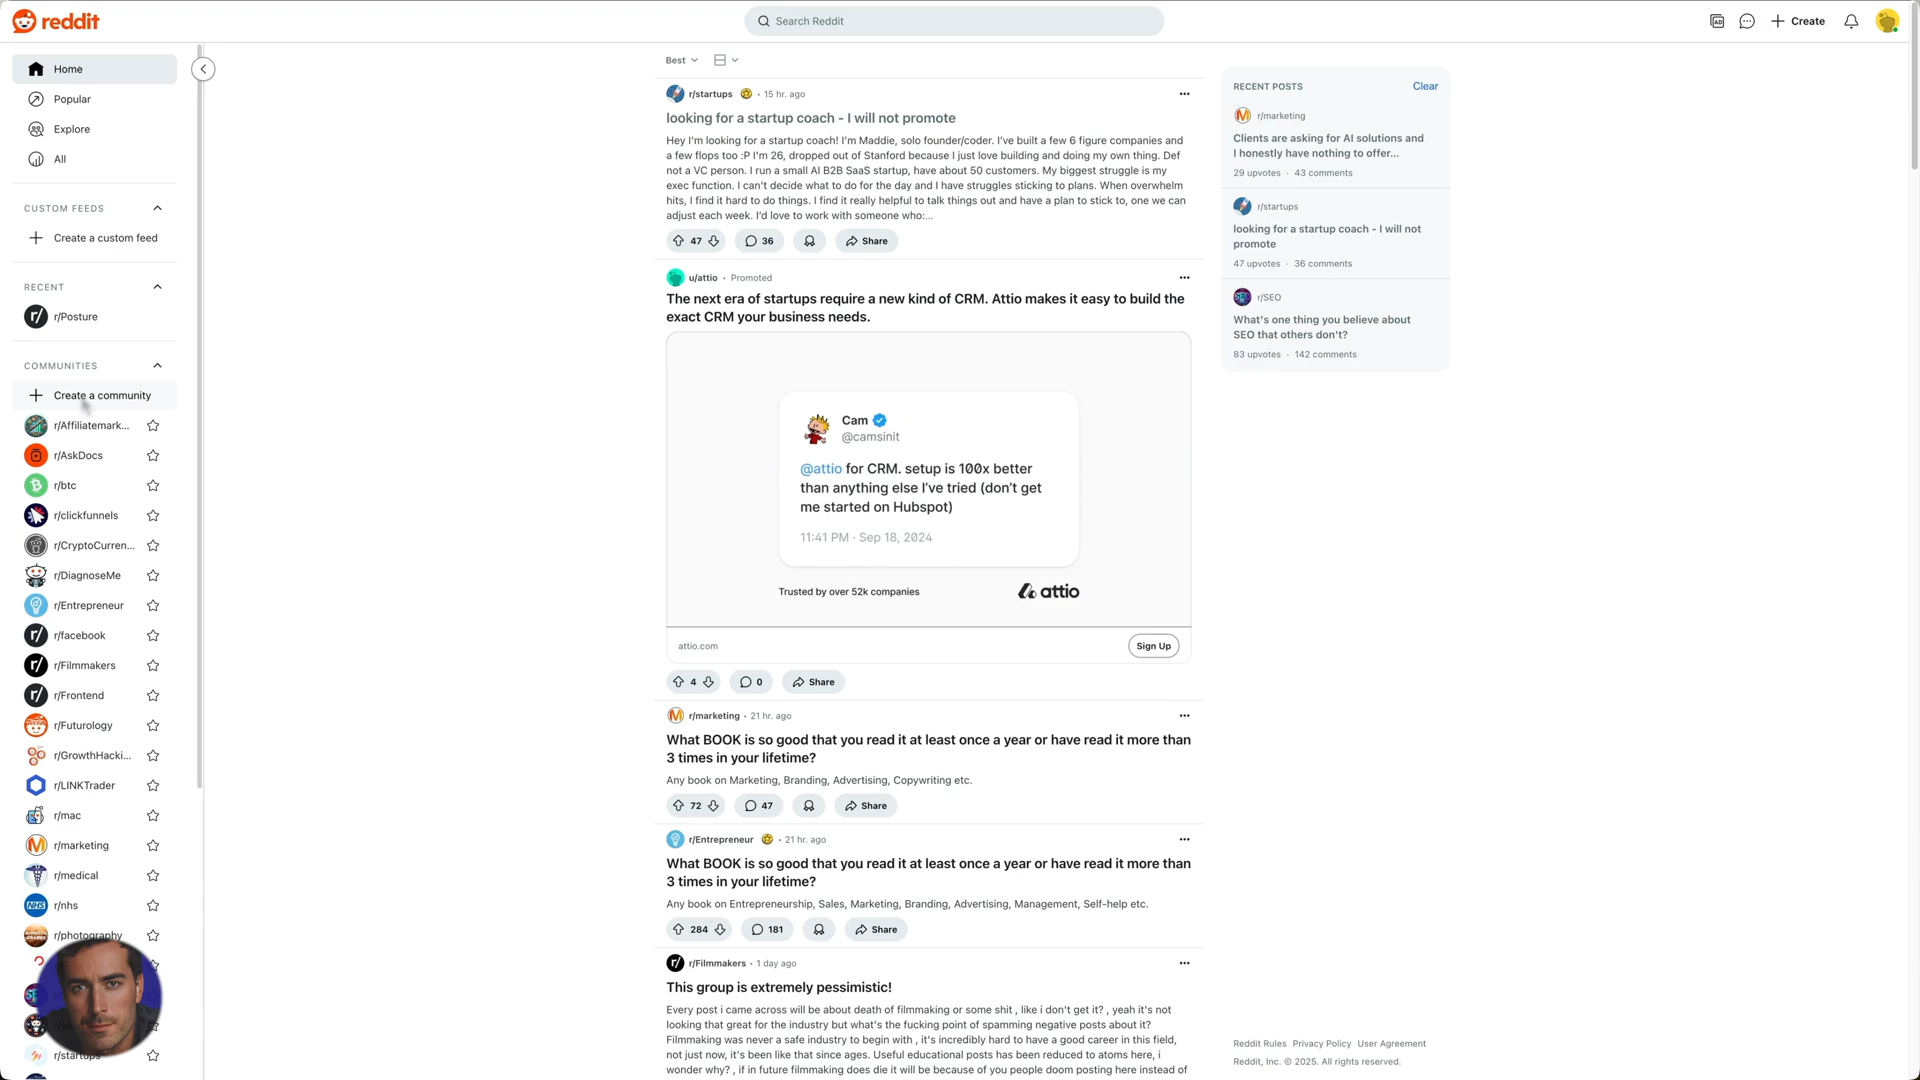 reddit
Search Reddit
Create
Home
Popular
Explore
All
CUSTOM FEEDS
Create a custom feed
RECENT
r/Posture
COMMUNITIES
Create a community
r/Affiliatemark...
r/AskDocs
r/btc
r/clickfunnels
r/CryptoCurren...
r/DiagnoseMe
r/Entrepreneur
r/facebook
r/Filmmakers
r/Frontend
r/Futurology
r/GrowthHacki...
r/LINKTrader
r/mac
r/marketing
r/medical
r/nhs
r/photography
r/startups
Best
r/startups • 15 hr. ago
looking for a startup coach - I will not promote
Hey I'm looking for a startup coach! I'm Maddie, solo founder/coder. I've built a few 6 figure companies and
a few flops too :P I'm 26, dropped out of Stanford because I just love building and doing my own thing. Def
not a VC person. I run a small AI B2B SaaS startup, have about 50 customers. My biggest struggle is my
exec function. I can't decide what to do for the day and I have struggles sticking to plans. When overwhelm
hits, I find it hard to do things. I find it really helpful to talk things out and have a plan to stick to, one we can
adjust each week. I'd love to work with someone who:...
47 36 Share
u/attio • Promoted
The next era of startups require a new kind of CRM. Attio makes it easy to build the
exact CRM your business needs.
Cam
@camsinit
@attio for CRM. setup is 100x better
than anything else I've tried (don't get
me started on Hubspot)
11:41 PM · Sep 18, 2024
Trusted by over 52k companies
attio
attio.com
Sign Up
4 0 Share
r/marketing • 21 hr. ago
What BOOK is so good that you read it at least once a year or have read it more than
3 times in your lifetime?
Any book on Marketing, Branding, Advertising, Copywriting etc.
72 47 Share
r/Entrepreneur • 21 hr. ago
What BOOK is so good that you read it at least once a year or have read it more than
3 times in your lifetime?
Any book on Entrepreneurship, Sales, Marketing, Branding, Advertising, Management, Self-help etc.
284 181 Share
r/Filmmakers • 1 day ago
This group is extremely pessimistic!
Every post i came across will be about death of filmmaking or some shit , like i don't get it? , yeah it's not
looking that great for the industry but what's the fucking point of spamming negative posts about it?
Filmmaking was never a safe industry to begin with , it's incredibly hard to have a good career in this field,
not just now, it's been like that since ages. Useful educational posts has been reduced to atoms here, i
wonder why? , if in future filmmaking does die it will be because of you people doom posting here instead of
RECENT POSTS
Clear
r/marketing
Clients are asking for AI solutions and
I honestly have nothing to offer...
29 upvotes · 43 comments
r/startups
looking for a startup coach - I will not
promote
47 upvotes · 36 comments
r/SEO
What's one thing you believe about
SEO that others don't?
83 upvotes · 142 comments
Reddit Rules Privacy Policy User Agreement
Reddit, Inc. © 2025. All rights reserved.